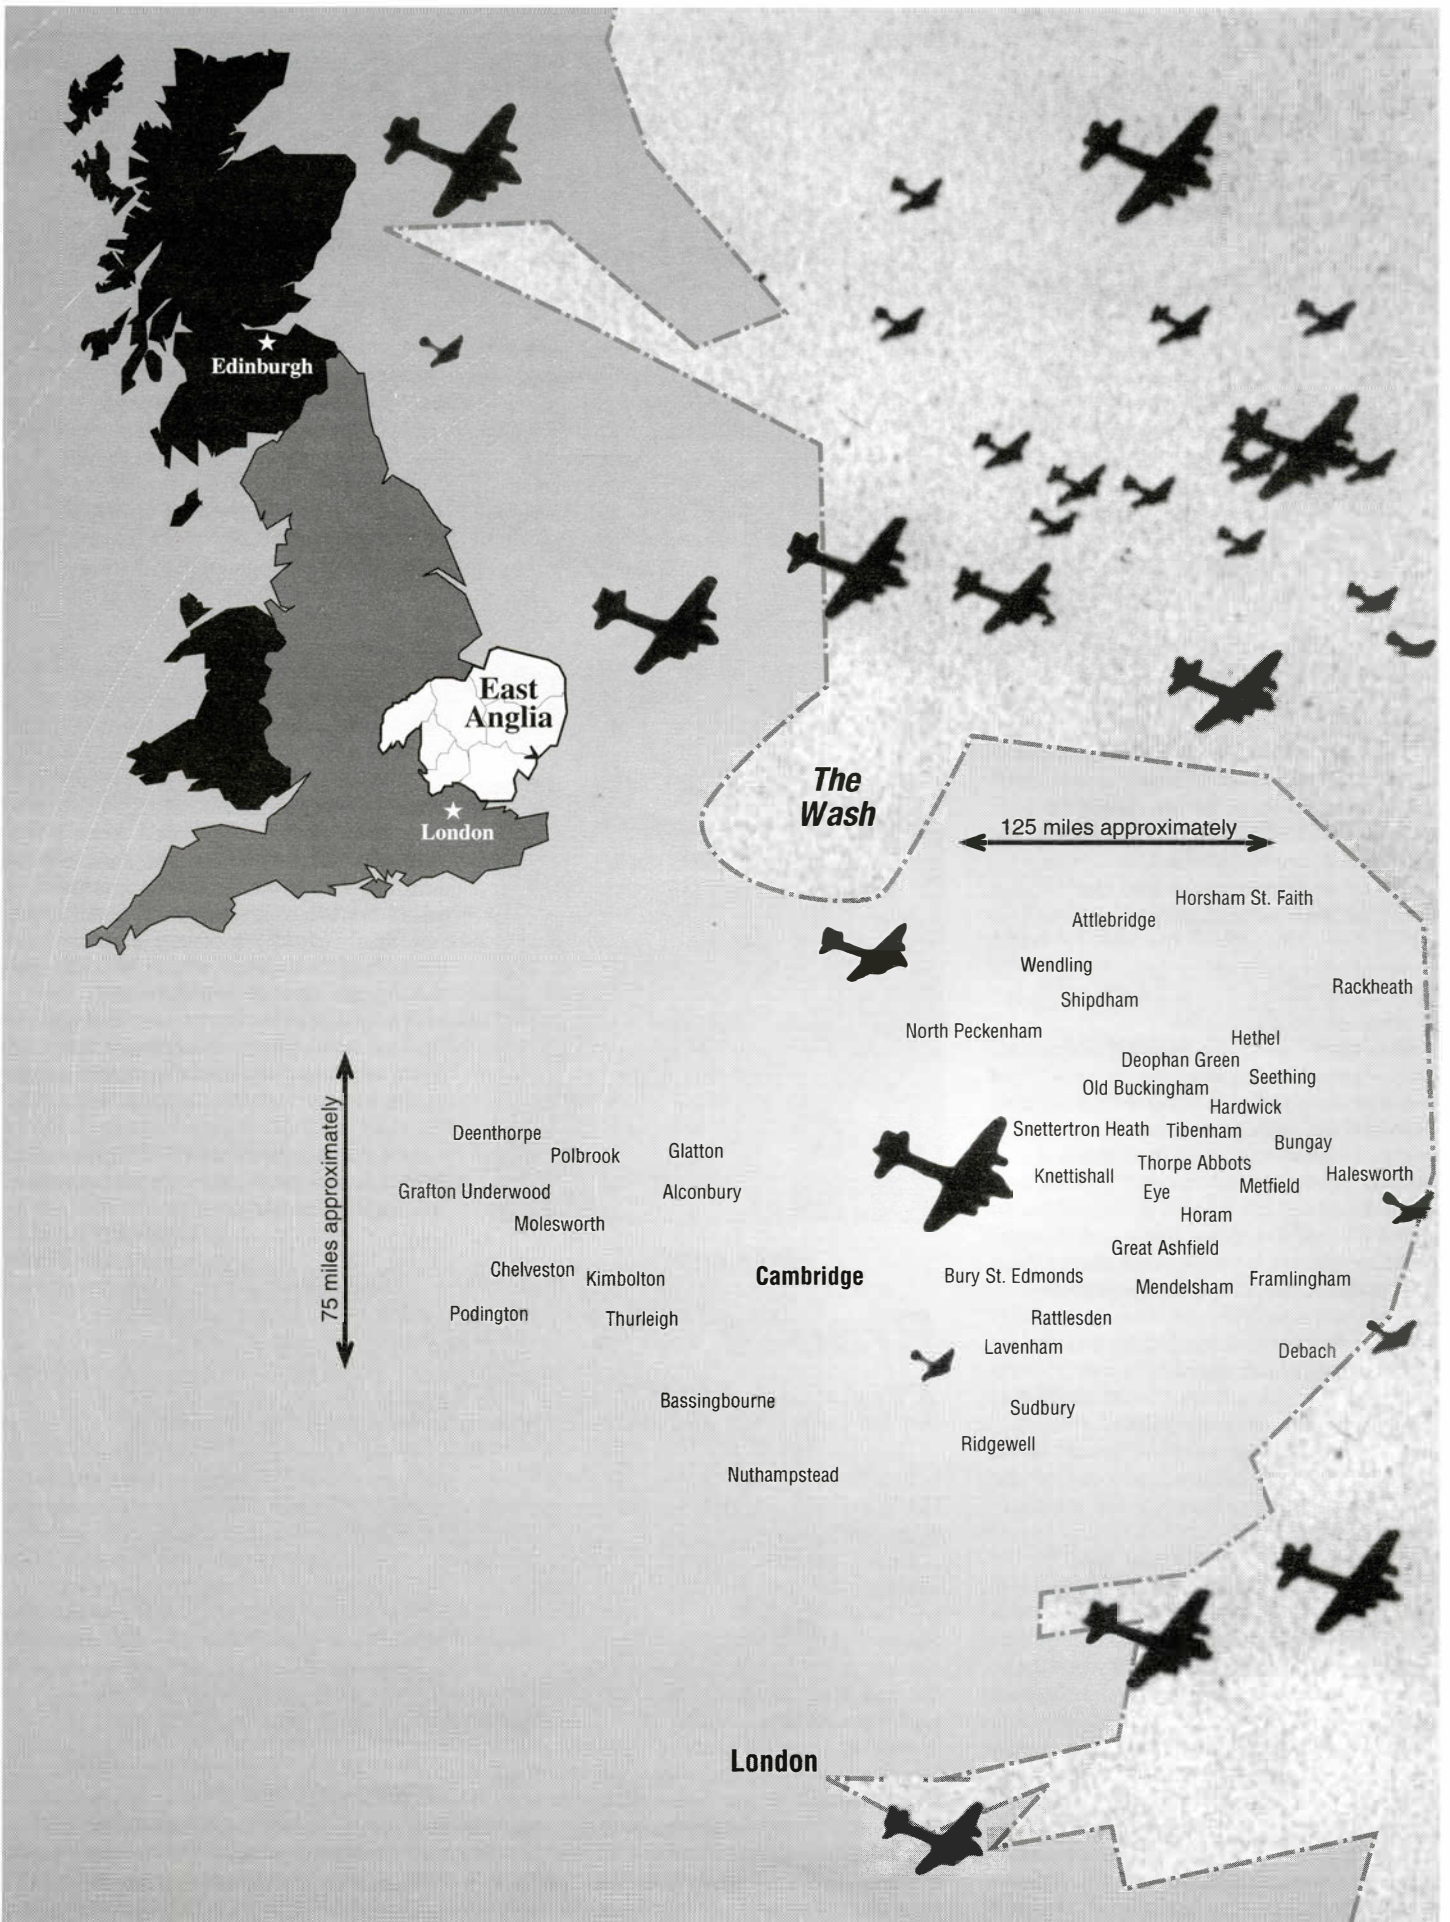 Edinburgh
East
Anglia
London
The
Wash
125 miles approximately
Horsham St. Faith
Attlebridge
Wendling
Rackheath
Shipdham
North Peckenham
Hethel
Deophan Green
Seething
Old Buckingham
Hardwick
Snettertron Heath
Tibenham
Bungay
Thorpe Abbots
Halesworth
Knettishall
Metfield
Eye
Horam
Great Ashfield
Bury St. Edmonds
Mendelsham
Framlingham
Rattlesden
Lavenham
Debach
Sudbury
Ridgewell
75 miles approximately
Deenthorpe
Polbrook
Glatton
Grafton Underwood
Alconbury
Molesworth
Chelveston
Kimbolton
Cambridge
Podington
Thurleigh
Bassingbourne
Nuthampstead
London